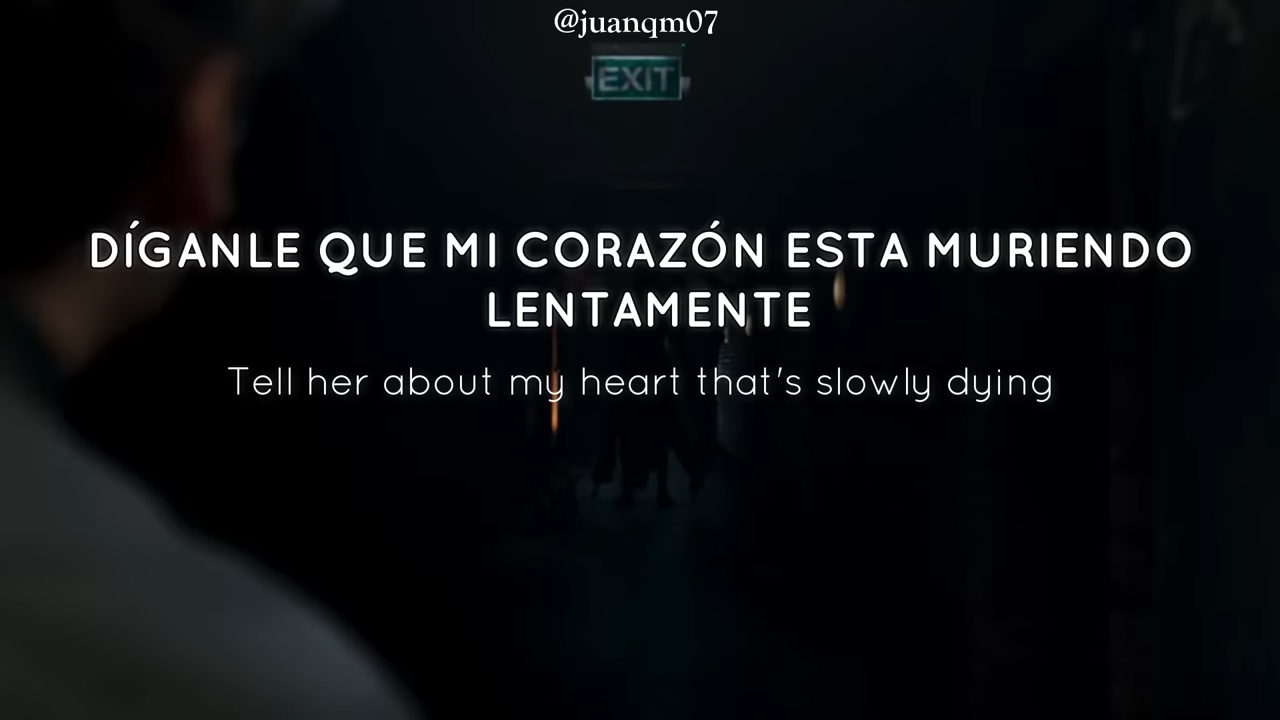 @juanqm07
EXIT
DÍGANLE QUE MI CORAZÓN ESTA MURIENDO
LENTAMENTE
Tell her about my heart that's slowly dying